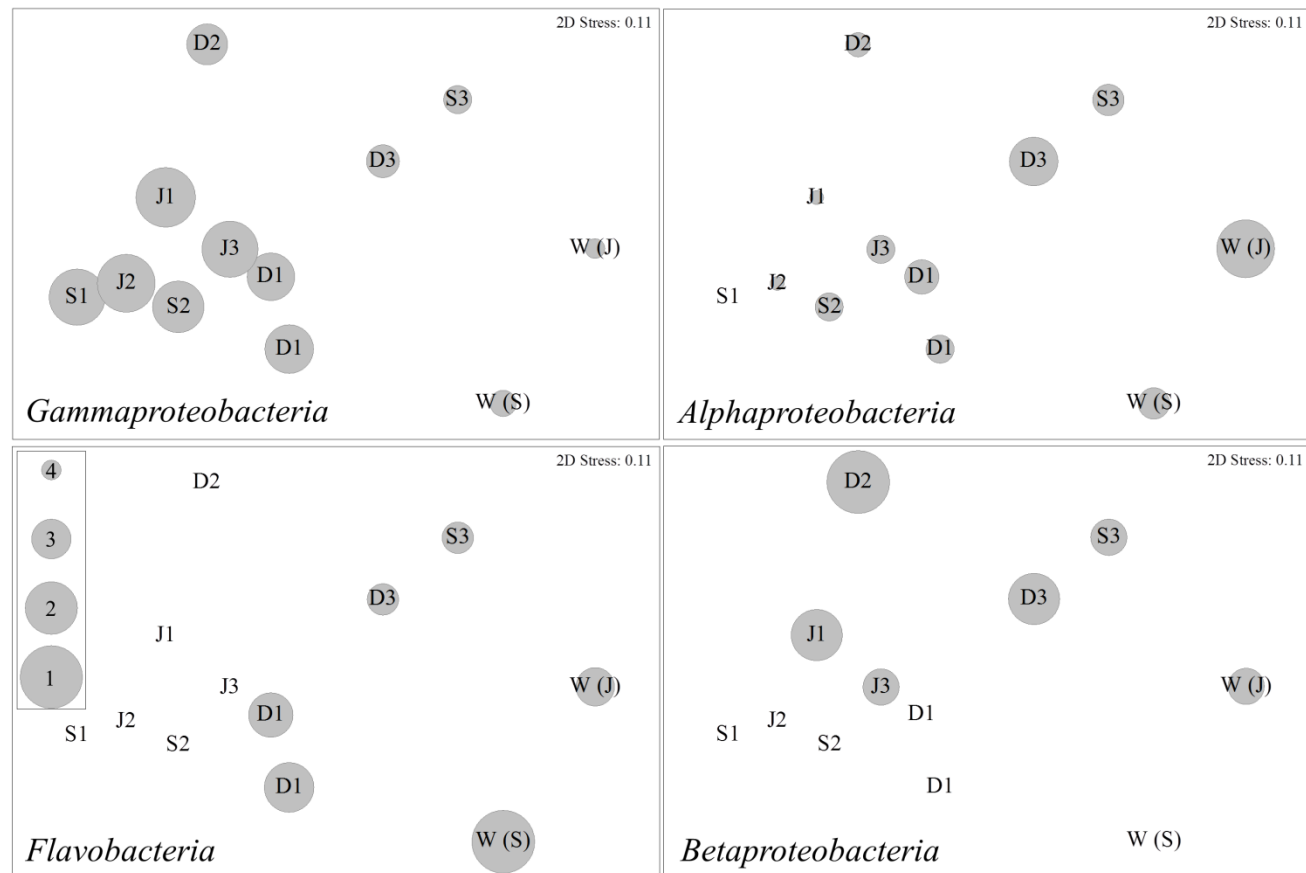 2D Stress: 0.11
D2
S3
D3
J1
J3
W (J)
D1
J2
S1
S2
D1
W (S)
Gammaproteobacteria
2D Stress: 0.11
D2
S3
D3
J1
J3
W (J)
D1
J2
S1
S2
D1
W (S)
Alphaproteobacteria
2D Stress: 0.11
4
3
2
1
D2
S3
D3
J1
J3
W (J)
D1
J2
S1
S2
D1
W (S)
Flavobacteria
2D Stress: 0.11
D2
S3
D3
J1
J3
W (J)
D1
J2
S1
S2
D1
W (S)
Betaproteobacteria